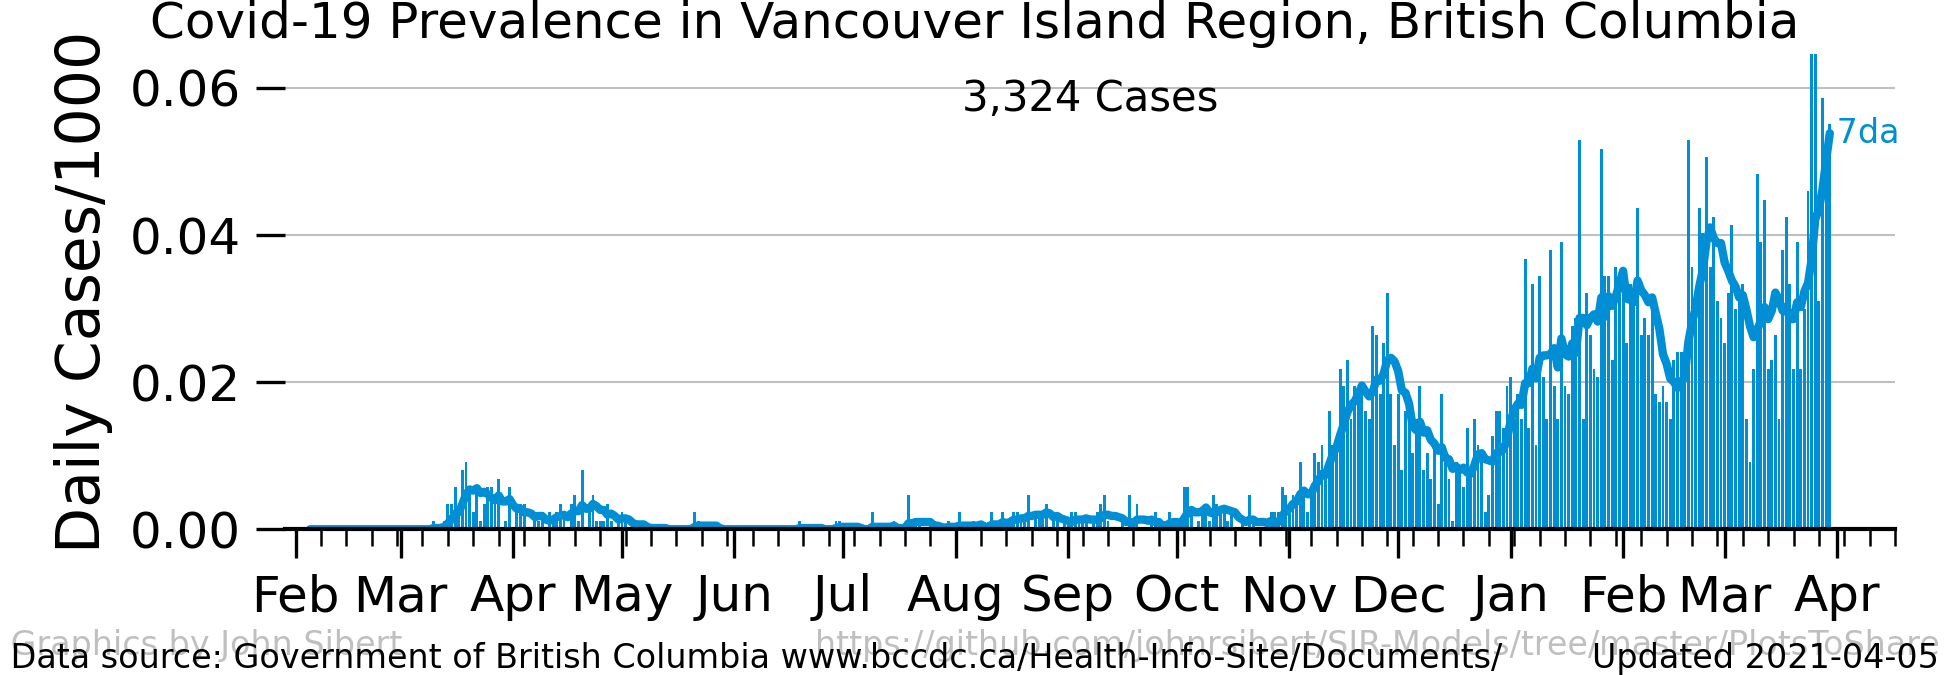 Covid-19 Prevalence in Vancouver Island Region, British Columbia
3,324 Cases
Daily Cases/1000
0.06
0.04
0.02
0.00
7da
Feb Mar Apr May Jun Jul Aug Sep Oct Nov Dec Jan Feb Mar Apr
Graphics by John Sibert https://github.com/johnrsibert/SIR-Models/tree/master/PlotsToShare
Data source: Government of British Columbia www.bccdc.ca/Health-Info-Site/Documents/ Updated 2021-04-05